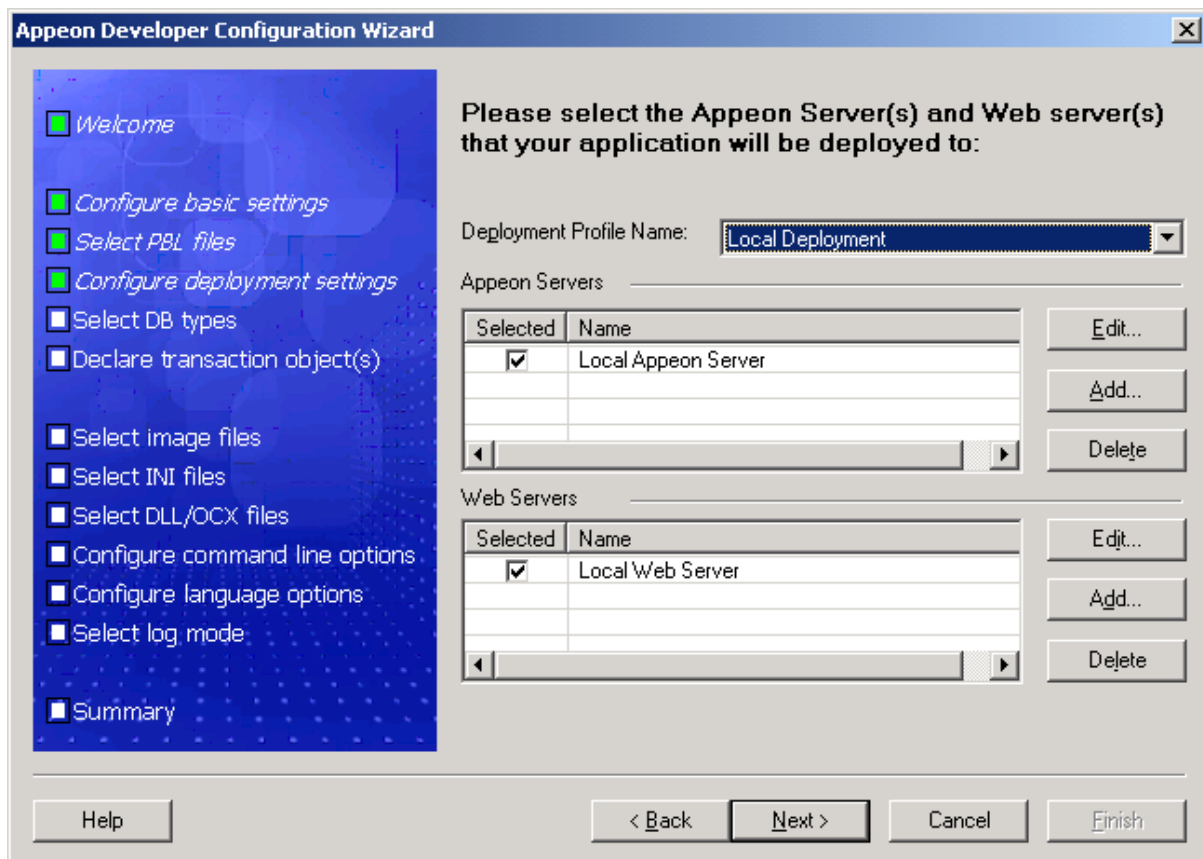 Appeon Developer Configuration Wizard
Welcome
Configure basic settings
Select PBL files
Configure deployment settings
Select DB types
Declare transaction object(s)
Select image files
Select INI files
Select DLL/OCX files
Configure command line options
Configure language options
Select log mode
Summary
Please select the Appeon Server(s) and Web server(s)
that your application will be deployed to:
Deployment Profile Name: Local Deployment
Appeon Servers
Selected Name
Local Appeon Server
Edit...
Add...
Delete
Web Servers
Selected Name
Local Web Server
Edit...
Add...
Delete
Help < Back Next > Cancel Finish